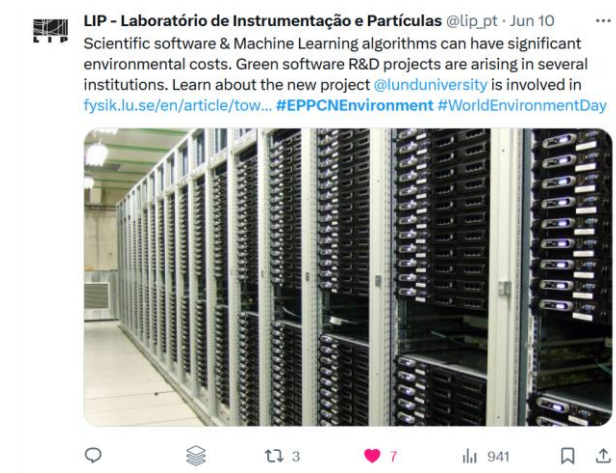 LIP
LIP - Laboratório de Instrumentação e Partículas @lip_pt · Jun 10
Scientific software & Machine Learning algorithms can have significant
environmental costs. Green software R&D projects are arising in several
institutions. Learn about the new project @lunduniversity is involved in
fysik.lu.se/en/article/tow... #EPPCNEnvironment #WorldEnvironmentDay
3 7 941